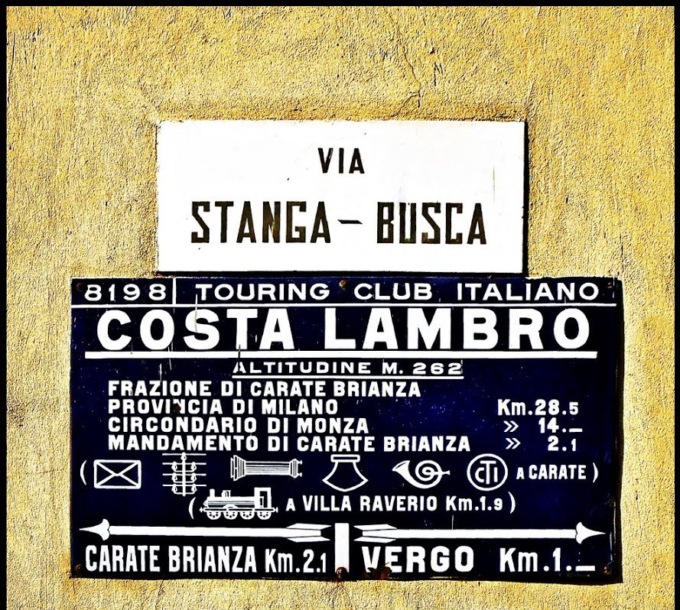 VIA
STANGA - BUSCA
8198 TOURING CLUB ITALIANO
COSTA LAMBRO
ALTITUDINE M. 262
FRAZIONE DI CARATE BRIANZA
PROVINCIA DI MILANO Km. 28.5
CIRCONDARIO DI MONZA » 14._
MANDAMENTO DI CARATE BRIANZA » 2.1
( CTI A CARATE )
( A VILLA RAVERIO Km. 1.9 )
CARATE BRIANZA Km. 2.1 VERGO Km. 1._